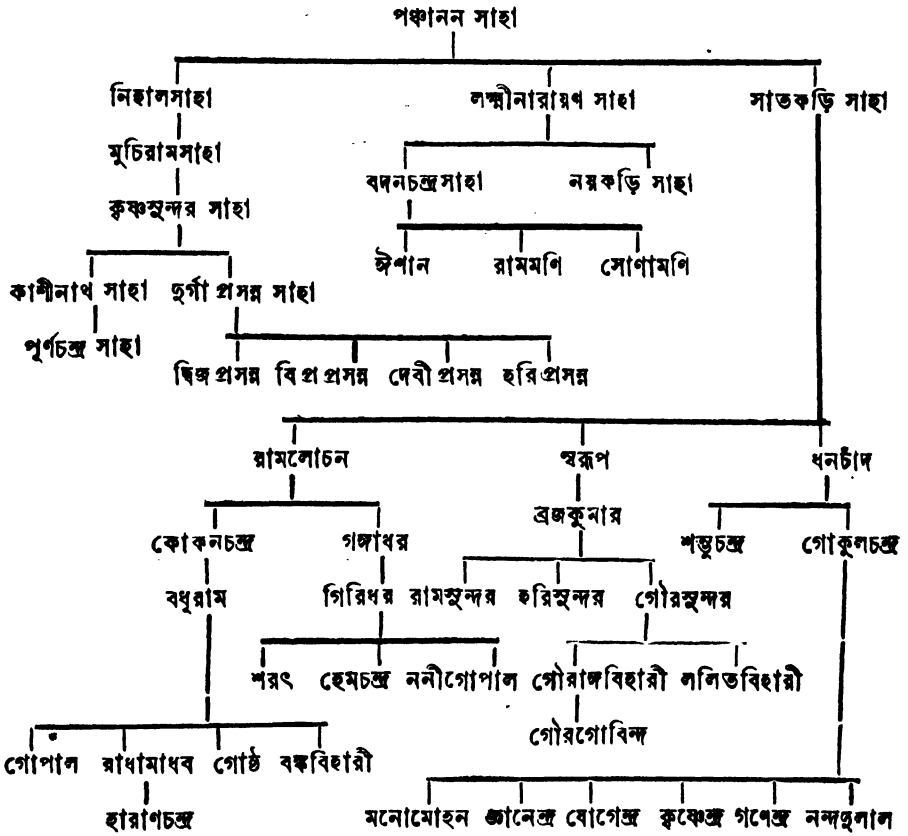 পঞ্চানন সাহা
নিহালসাহা লক্ষ্মীনারায়ণ সাহা সাতকড়ি সাহা
মুচিরামসাহা
বদনচন্দ্রসাহা নয়কড়ি সাহা
কৃষ্ণসুন্দর সাহা
ঈশান রামমণি সোণামণি
কাশীনাথ সাহা দুর্গাপ্রসন্ন সাহা
পূর্ণচন্দ্র সাহা
দ্বিজপ্রসন্ন বিপ্রপ্রসন্ন দেবীপ্রসন্ন হরিপ্রসন্ন
রামলোচন স্বরূপ ধনচাঁদ
ব্রজকুমার
কোকনচন্দ্র গঙ্গাধর শম্ভুচন্দ্র গোকুলচন্দ্র
বধূরাম গিরিধর রামসুন্দর হরিসুন্দর গৌরসুন্দর
শরৎ হেমচন্দ্র ননীগোপাল গৌরাঙ্গবিহারী ললিতবিহারী
গৌরগোবিন্দ
গোপাল রাধামাধব গোষ্ঠ বঙ্কবিহারী
হারাণচন্দ্র মনোমোহন জ্ঞানেন্দ্র যোগেন্দ্র কৃষ্ণেন্দ্র গণেন্দ্র নন্দদুলাল